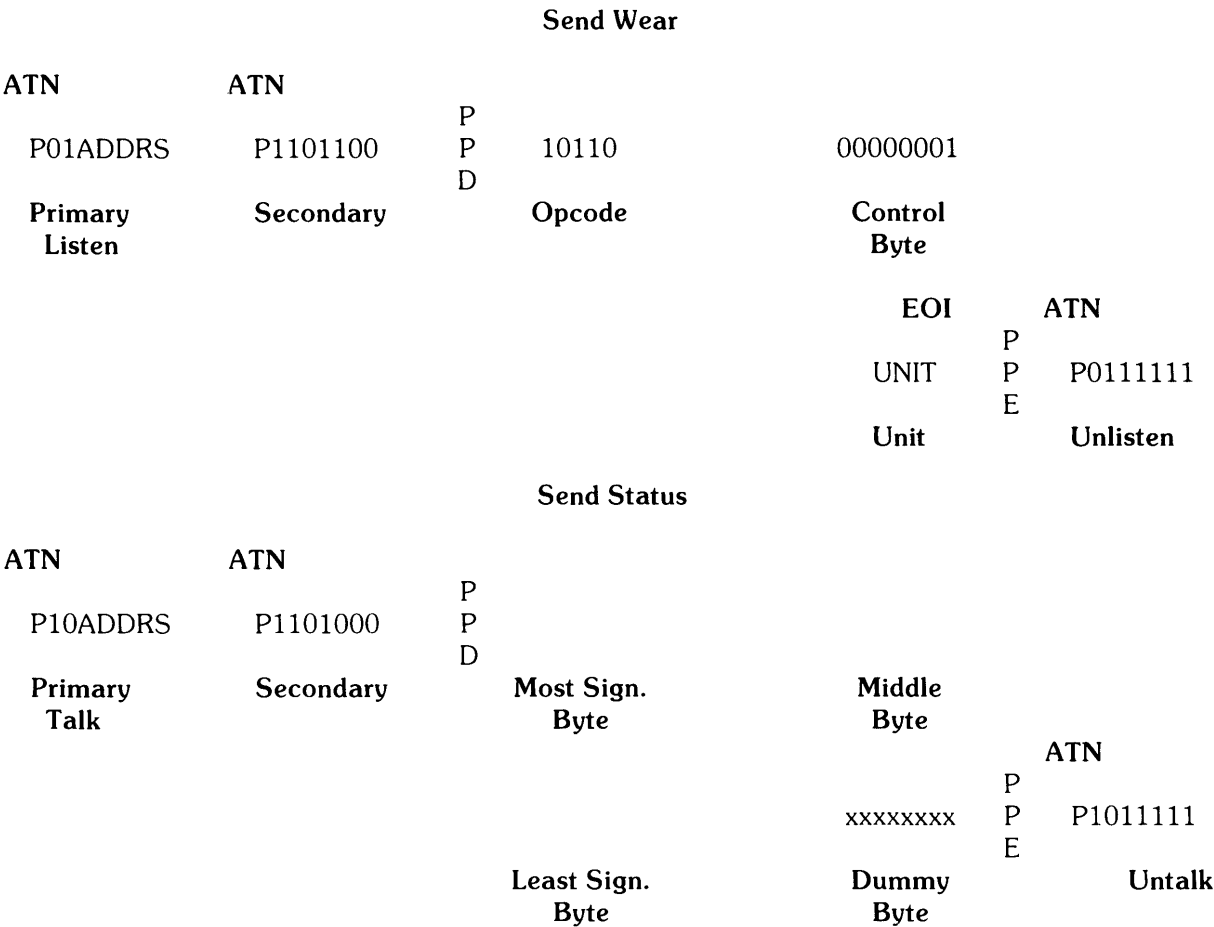 Send Wear
ATN ATN
P
P01ADDRS P1101100 P 10110 00000001
D
Primary Secondary Opcode Control
Listen Byte
EOI ATN
P
UNIT P P0111111
E
Unit Unlisten
Send Status
ATN ATN
P
P10ADDRS P1101000 P
D
Primary Secondary Most Sign. Middle
Talk Byte Byte
ATN
P
xxxxxxxx P P1011111
E
Least Sign. Dummy Untalk
Byte Byte